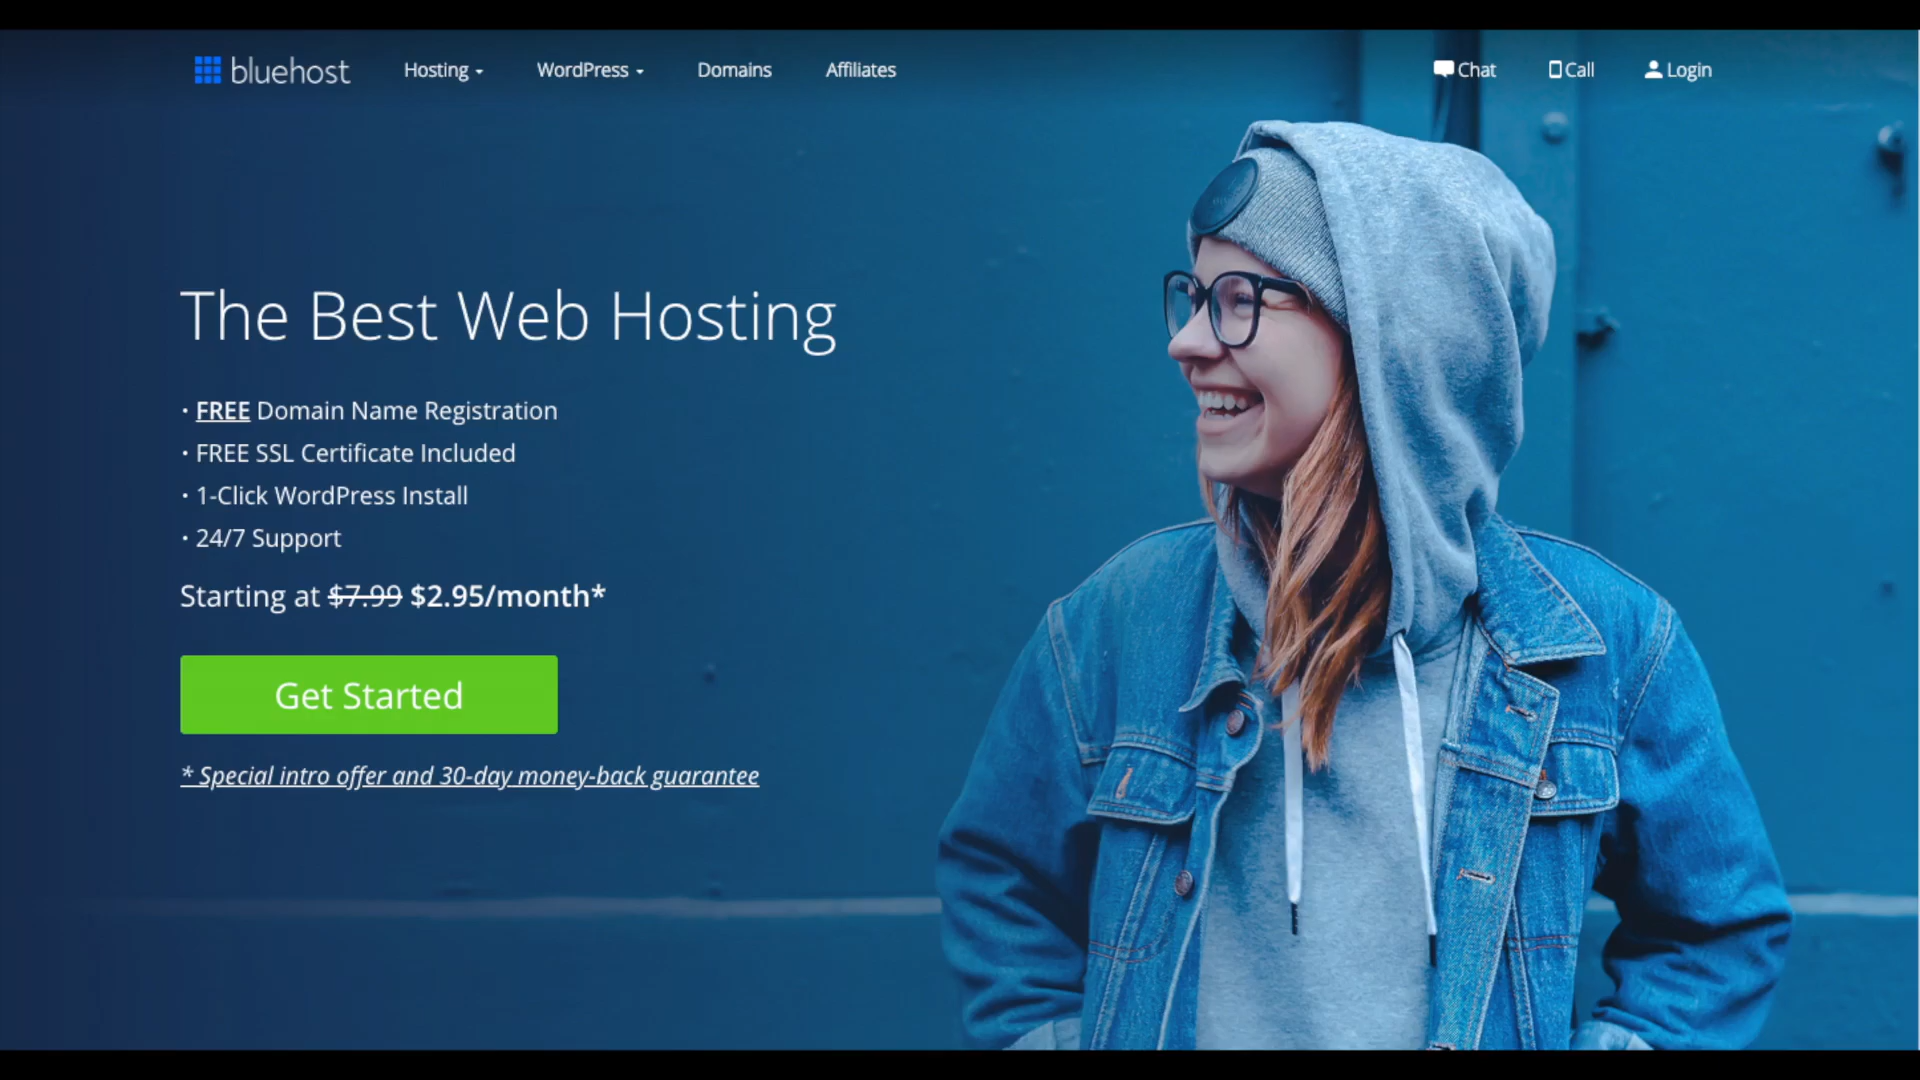 bluehost
Hosting
WordPress
Domains
Affiliates
Chat
Call
Login
The Best Web Hosting
· FREE Domain Name Registration
· FREE SSL Certificate Included
· 1-Click WordPress Install
· 24/7 Support
Starting at $7.99 $2.95/month*
Get Started
* Special intro offer and 30-day money-back guarantee